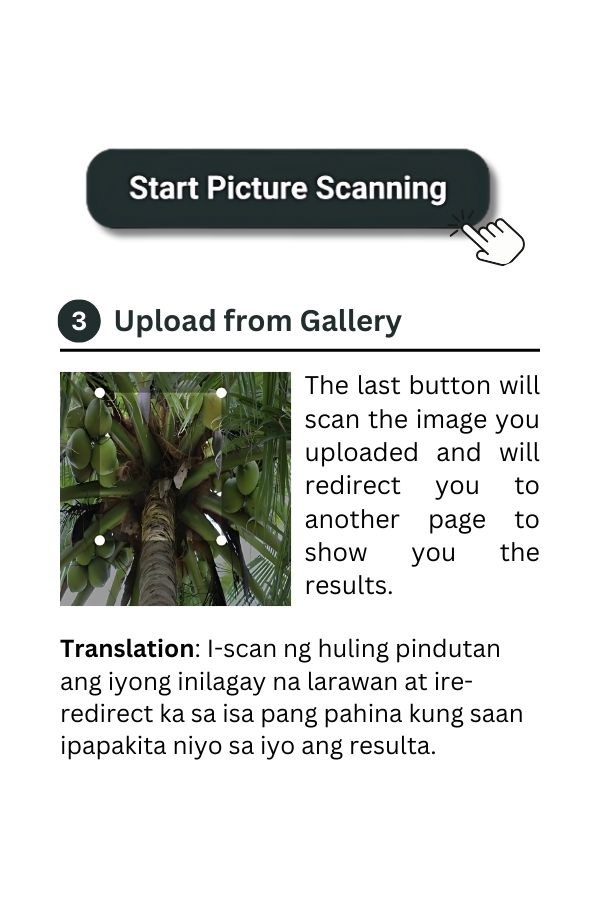 Start Picture Scanning
3 Upload from Gallery
The last button will
scan the image you
uploaded and will
redirect you to
another page to
show you the
results.
Translation: I-scan ng huling pindutan
ang iyong inilagay na larawan at ire-
redirect ka sa isa pang pahina kung saan
ipapakita niyo sa iyo ang resulta.